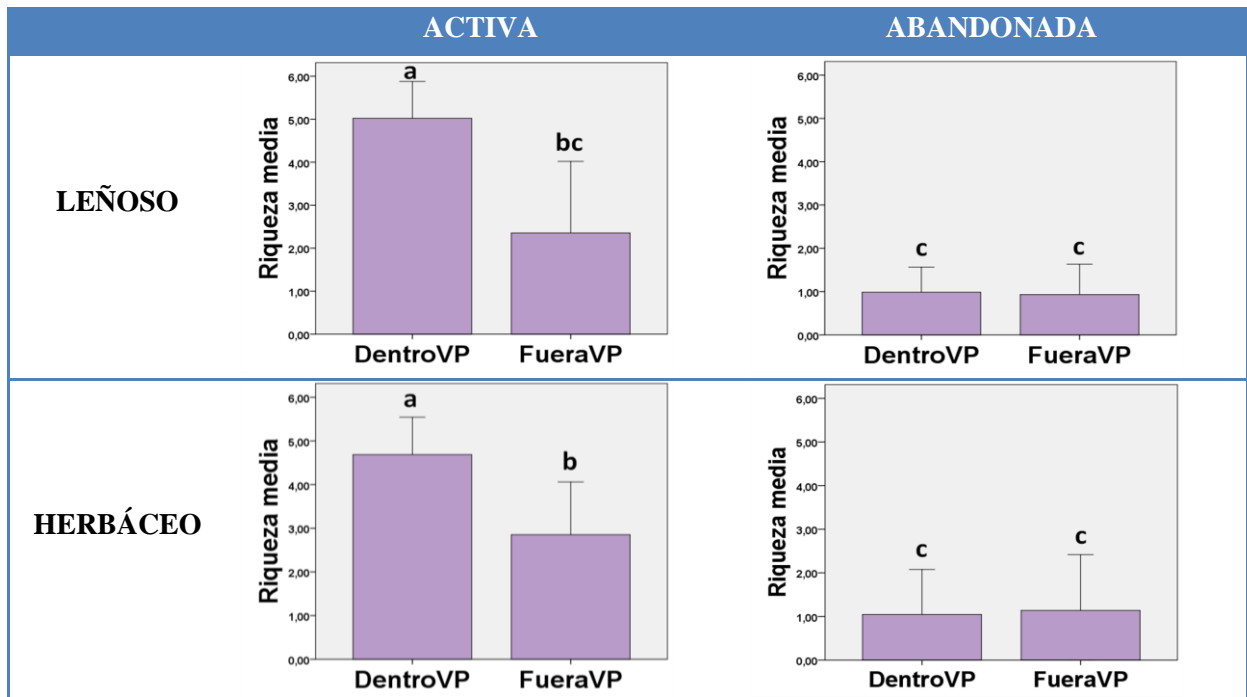 ACTIVA
ABANDONADA
LEÑOSO
Riqueza media
6,00
5,00
4,00
3,00
2,00
1,00
0,00
a
bc
DentroVP
FueraVP
Riqueza media
6,00
5,00
4,00
3,00
2,00
1,00
0,00
c
c
DentroVP
FueraVP
HERBÁCEO
Riqueza media
6,00
5,00
4,00
3,00
2,00
1,00
0,00
a
b
DentroVP
FueraVP
Riqueza media
6,00
5,00
4,00
3,00
2,00
1,00
0,00
c
c
DentroVP
FueraVP